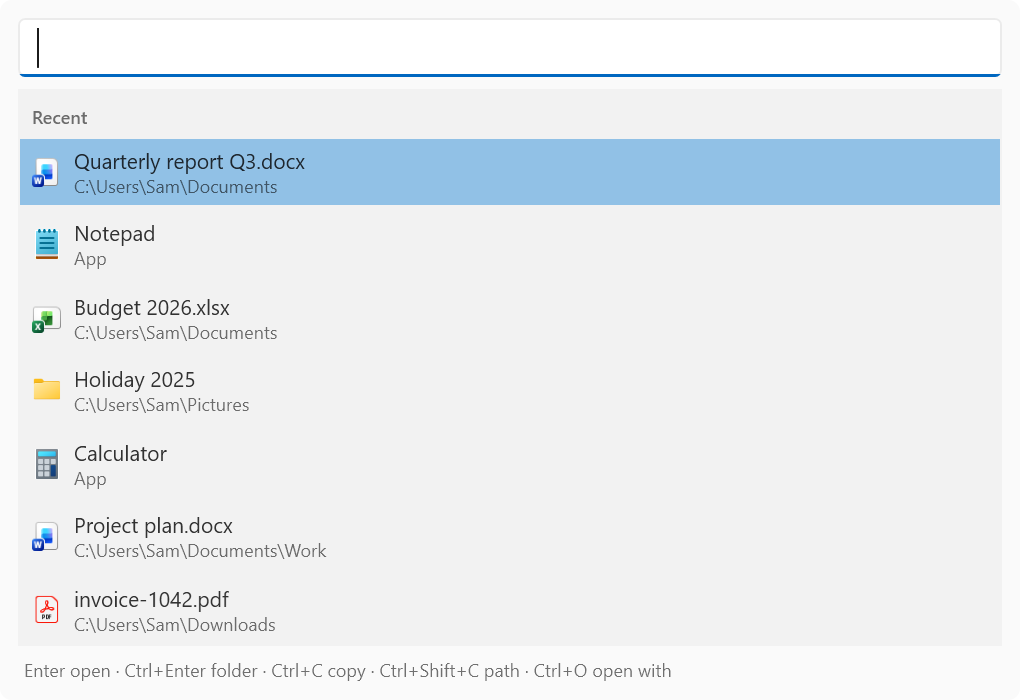 Recent
Quarterly report Q3.docx
C:\Users\Sam\Documents
Notepad
App
Budget 2026.xlsx
C:\Users\Sam\Documents
Holiday 2025
C:\Users\Sam\Pictures
Calculator
App
Project plan.docx
C:\Users\Sam\Documents\Work
invoice-1042.pdf
C:\Users\Sam\Downloads
Enter open · Ctrl+Enter folder · Ctrl+C copy · Ctrl+Shift+C path · Ctrl+O open with